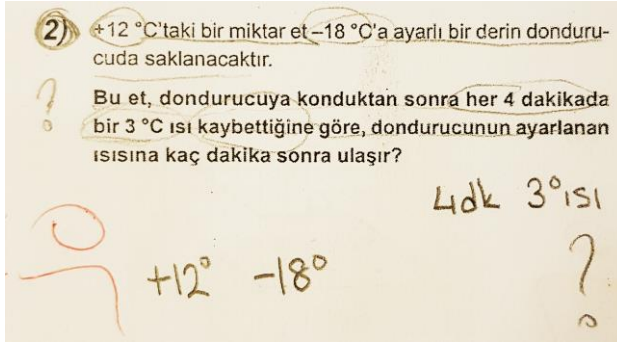 2) +12 °C'taki bir miktar et –18 °C'a ayarlı bir derin donduru-
cuda saklanacaktır.
? Bu et, dondurucuya konduktan sonra her 4 dakikada
bir 3 °C ısı kaybettiğine göre, dondurucunun ayarlanan
ısısına kaç dakika sonra ulaşır?
4dk 3° ısı
+12° -18° ?